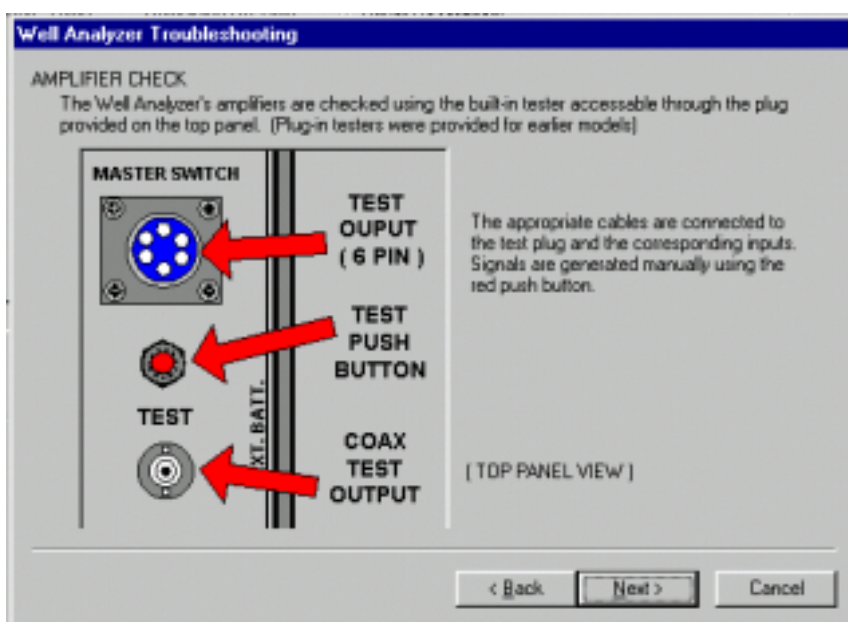 Well Analyzer Troubleshooting
AMPLIFIER CHECK
The Well Analyzer's amplifiers are checked using the built-in tester accessable through the plug
provided on the top panel. (Plug-in testers were provided for earlier models)
MASTER SWITCH
TEST
OUPUT
( 6 PIN )
The appropriate cables are connected to
the test plug and the corresponding inputs.
Signals are generated manually using the
red push button.
TEST
PUSH
BUTTON
TEST
XT. BATT.
COAX
TEST
OUTPUT
( TOP PANEL VIEW )
< Back
Next >
Cancel